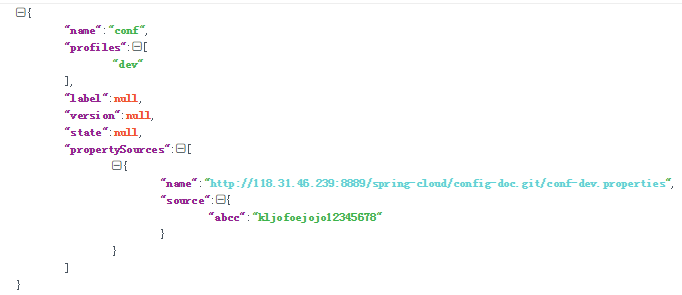 {
"name":"conf",
"profiles":[
"dev"
],
"label":null,
"version":null,
"state":null,
"propertySources":[
{
"name":"http://118.31.46.239:8889/spring-cloud/config-doc.git/conf-dev.properties",
"source":{
"abcc":"kljofoejojo12345678"
}
}
]
}